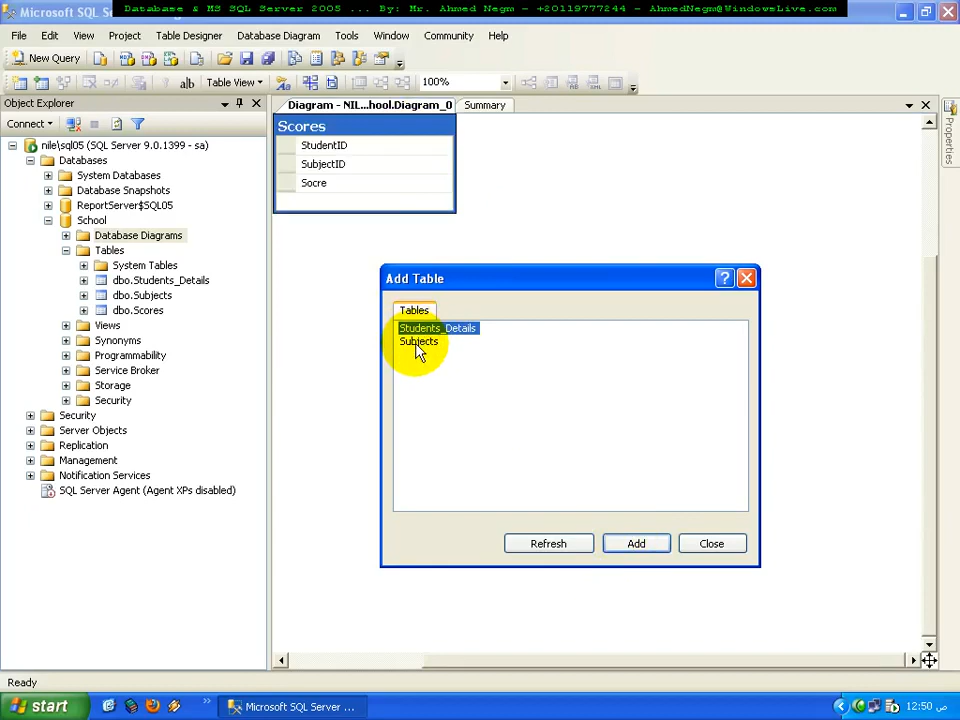 Microsoft SQL Se
Database & MS SQL Server 2005 ... By: Mr. Ahmed Negm - +20119777244 - AhmedNegm@WindowsLive.com
File Edit View Project Table Designer Database Diagram Tools Window Community Help
New Query
Table View 100%
Object Explorer
Diagram - NIL...hool.Diagram_0 Summary
Connect
Properties
nile\sql05 (SQL Server 9.0.1399 - sa)
Databases
System Databases
Database Snapshots
ReportServer$SQL05
School
Database Diagrams
Tables
System Tables
dbo.Students_Details
dbo.Subjects
dbo.Scores
Views
Synonyms
Programmability
Service Broker
Storage
Security
Security
Server Objects
Replication
Management
Notification Services
SQL Server Agent (Agent XPs disabled)
Scores
StudentID
SubjectID
Socre
Add Table
Tables
Students_Details
Subjects
Refresh Add Close
Ready
start Microsoft SQL Server ... 12:50 ص